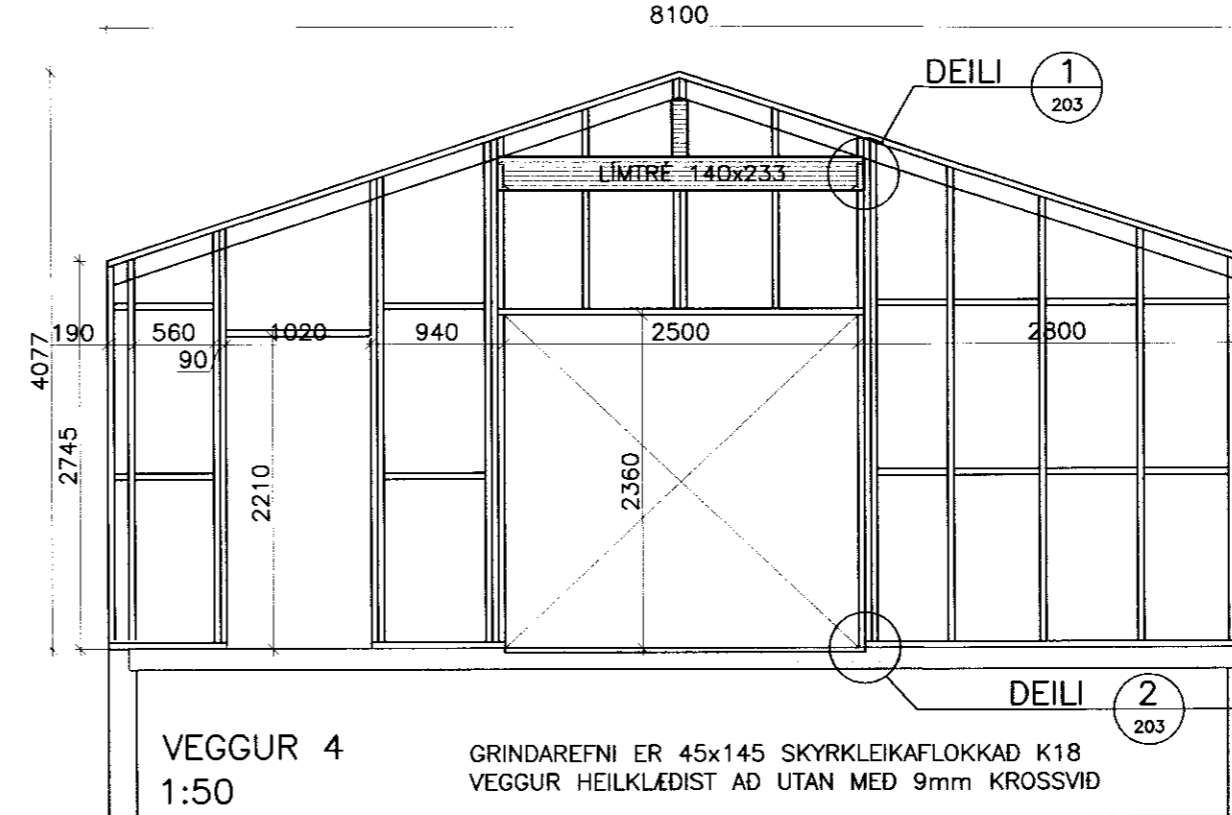 8100
DEILI 1
203
LÍMTRÉ 140x233
190 560 1020 940 2500 2800
90
4077
2745
2210
2360
DEILI 2
203
VEGGUR 4
1:50
GRINDAREFNI ER 45x145 SKYRKLEIKAFLOKKAÐ K18
VEGGUR HEILKLÆÐIST AÐ UTAN MEÐ 9mm KROSSVIÐ